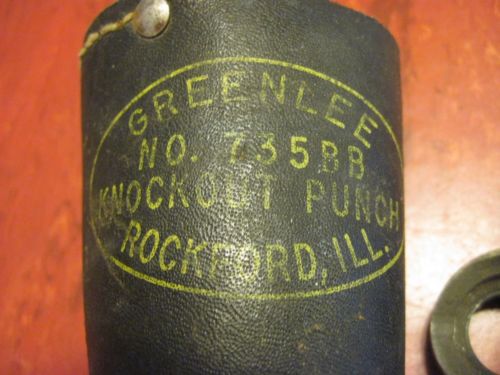 GREENLEE
NO. 735BB
KNOCKOUT PUNCH
ROCKFORD, ILL.